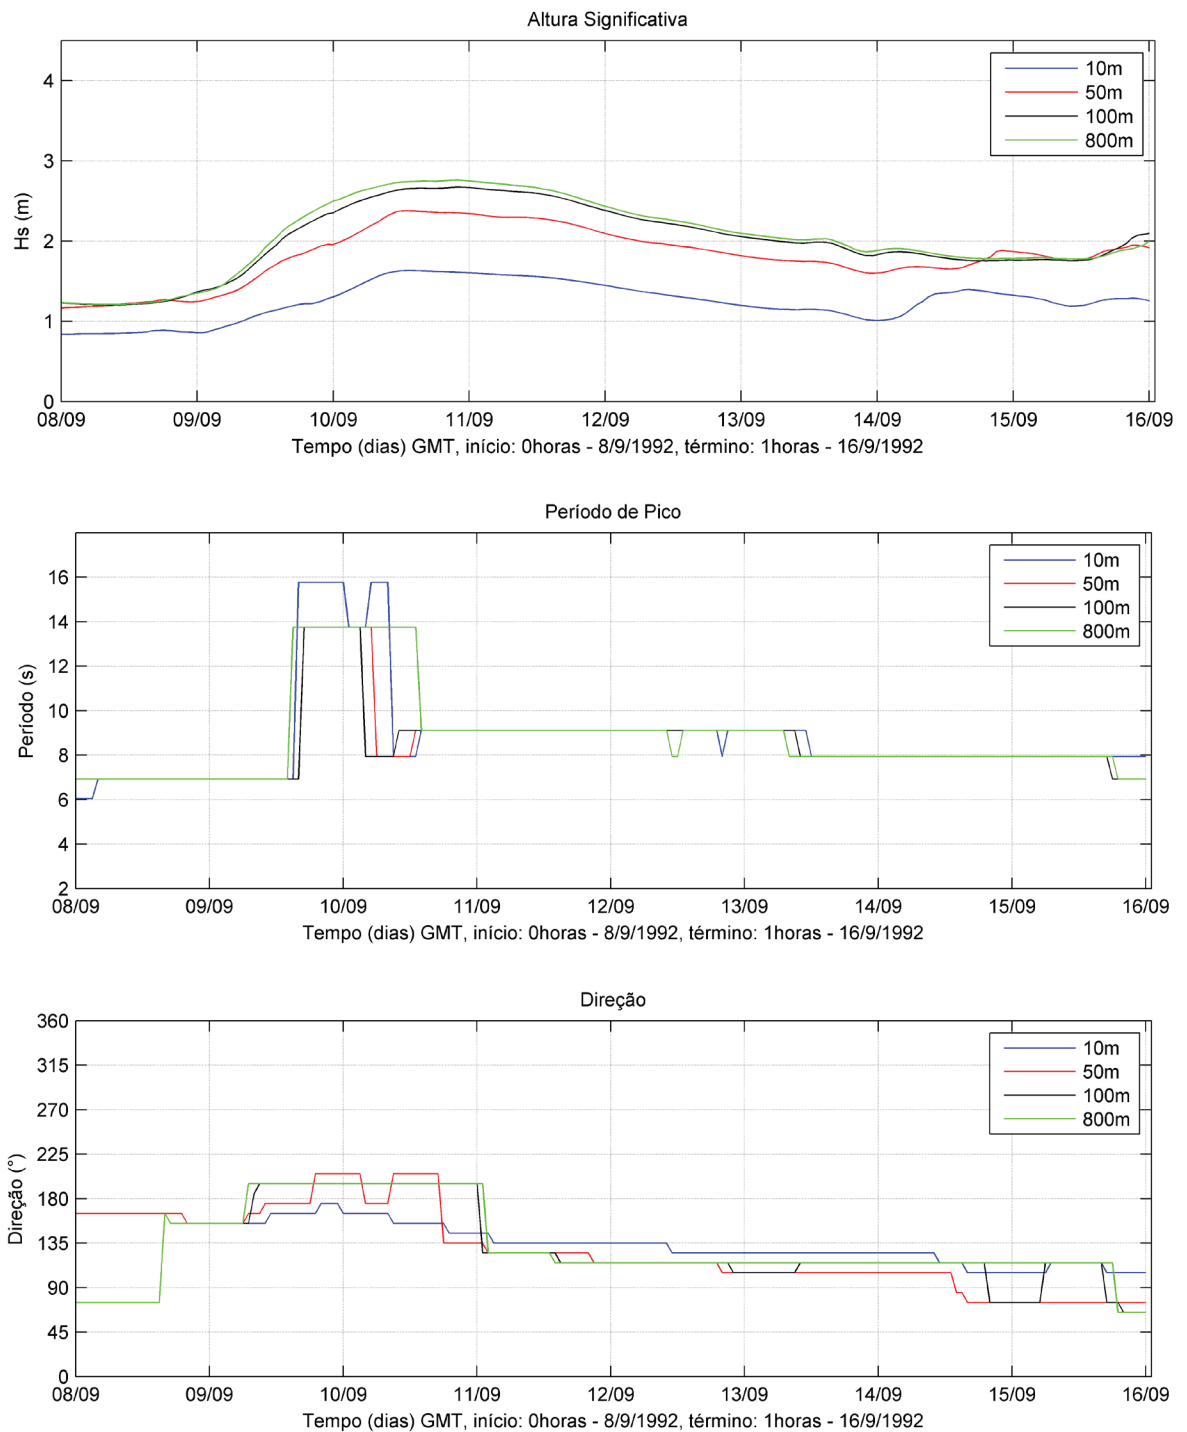 Altura Significativa
4
3
2
1
0
Hs (m)
10m
50m
100m
800m
08/09 09/09 10/09 11/09 12/09 13/09 14/09 15/09 16/09
Tempo (dias) GMT, início: 0horas - 8/9/1992, término: 1horas - 16/9/1992
Período de Pico
16
14
12
10
8
6
4
2
Período (s)
10m
50m
100m
800m
08/09 09/09 10/09 11/09 12/09 13/09 14/09 15/09 16/09
Tempo (dias) GMT, início: 0horas - 8/9/1992, término: 1horas - 16/9/1992
Direção
360
315
270
225
180
135
90
45
0
Direção (°)
10m
50m
100m
800m
08/09 09/09 10/09 11/09 12/09 13/09 14/09 15/09 16/09
Tempo (dias) GMT, início: 0horas - 8/9/1992, término: 1horas - 16/9/1992